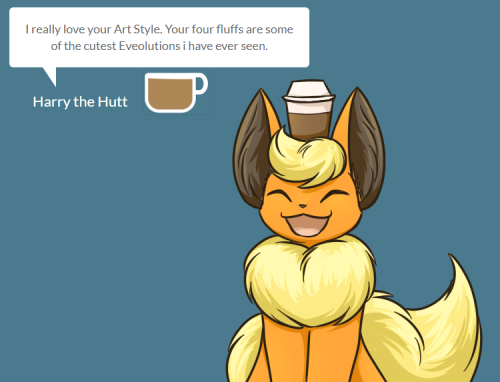 I really love your Art Style. Your four fluffs are some
of the cutest Eveolutions i have ever seen.
Harry the Hutt